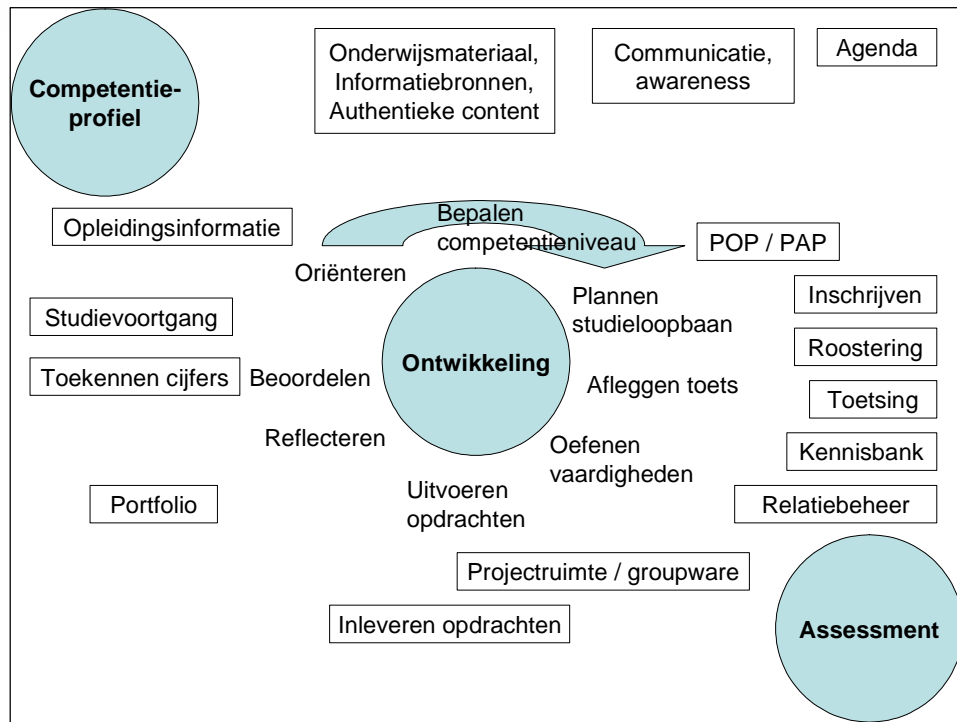 Onderwijsmateriaal,
Informatiebronnen,
Authentieke content
Communicatie,
awareness
Agenda
Competentie-
profiel
Opleidingsinformatie
Bepalen
competentieniveau
POP / PAP
Oriënteren
Plannen
studieloopbaan
Inschrijven
Studievoortgang
Roostering
Ontwikkeling
Toekennen cijfers
Beoordelen
Afleggen toets
Toetsing
Reflecteren
Oefenen
vaardigheden
Kennisbank
Portfolio
Uitvoeren
opdrachten
Relatiebeheer
Projectruimte / groupware
Inleveren opdrachten
Assessment